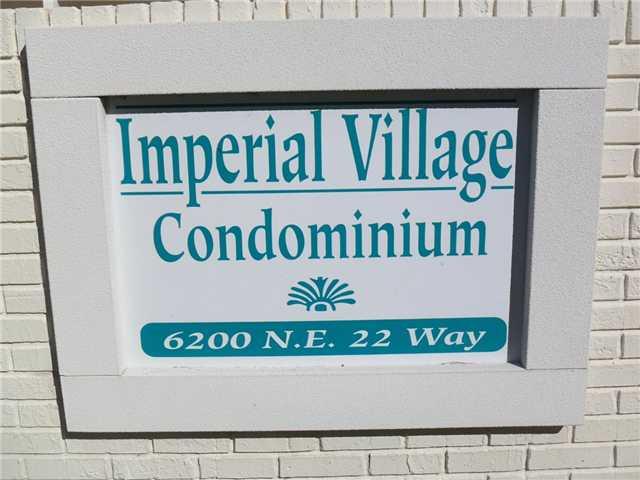 Imperial Village
Condominium
6200 N.E. 22 Way